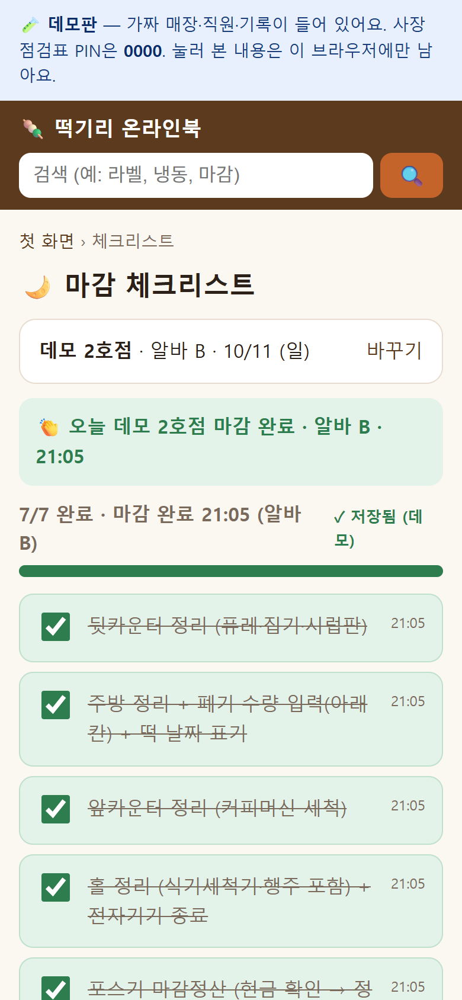 데모판 — 가짜 매장·직원·기록이 들어 있어요. 사장
점검표 PIN은 0000. 눌러 본 내용은 이 브라우저에만 남
아요.
떡기리 온라인북
검색 (예: 라벨, 냉동, 마감)
첫 화면 › 체크리스트
마감 체크리스트
데모 2호점 · 알바 B · 10/11 (일) 바꾸기
오늘 데모 2호점 마감 완료 · 알바 B ·
21:05
7/7 완료 · 마감 완료 21:05 (알바
B)
✓ 저장됨 (데
모)
뒷카운터 정리 (퓨레·집기·시럽판) 21:05
주방 정리 + 폐기 수량 입력(아래 21:05
칸) + 떡 날짜 표기
앞카운터 정리 (커피머신 세척) 21:05
홀 정리 (식기세척기·행주 포함) + 21:05
전자기기 종료
포스기 마감정산 (현금 확인 → 정 21:05